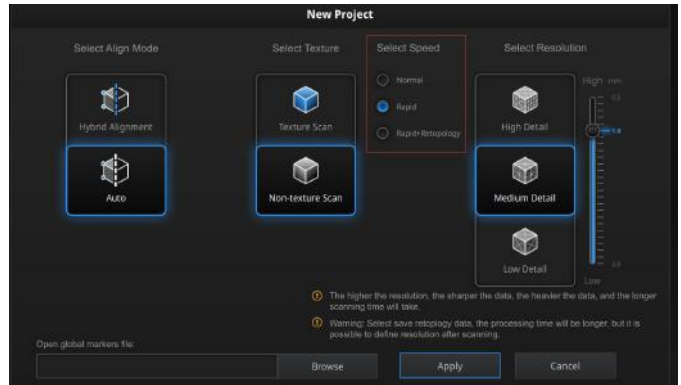 New Project
Select Align Mode
Select Texture
Select Speed
Select Resolution
Normal
Rapid
Rapid+Retopology
Hybrid Alignment
Texture Scan
High Detail
High mm
Auto
Non-texture Scan
Medium Detail
Low Detail
Low
The higher the resolution, the sharper the data, the heavier the data, and the longer
scanning time will take.
Warning: Select save retoplogy data, the processing time will be longer, but it is
possible to define resolution after scanning.
Open global markers file:
Browse
Apply
Cancel